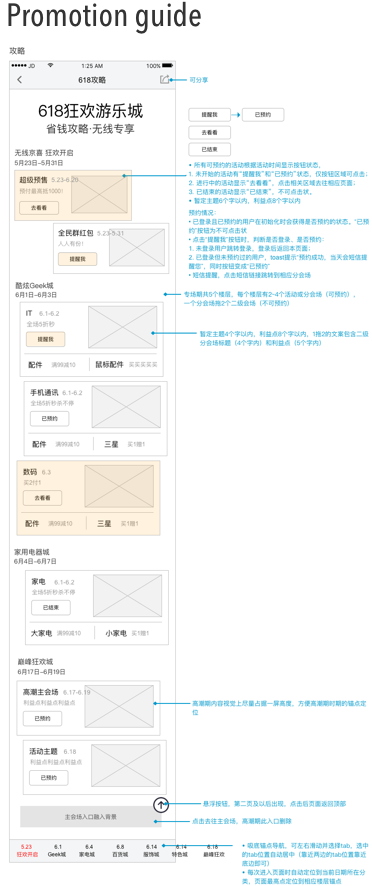 Promotion guide
攻略
JD
1:25 AM
100%
618攻略
可分享
618狂欢游乐城
省钱攻略·无线专享
提醒我
已预约
去看看
已结束
无线京喜 狂欢开启
5月23日-5月31日
超级预售 5.23-6.20
预付最高抵1000!
去看看
全民群红包 5.23-5.31
人人有份!
提醒我
• 所有可预约的活动根据活动时间显示按钮状态,
1. 未开始的活动有“提醒我”和“已预约”状态,仅按钮区域可点击;
2. 进行中的活动显示“去看看”,点击相关区域去往相应页面;
3. 已结束的活动显示“已结束”,不可点击状。
• 暂定主题6个字以内,利益点8个字以内
预约情况:
• 已登录且已预约的用户在初始化时会获得是否预约的状态。“已预约”按钮为不可点击状
• 点击“提醒我”按钮时,判断是否登录、是否预约:
1. 未登录用户跳转登录,登录后返回本页面;
2. 已登录但未预约过的用户,toast提示“预约成功,当天会短信提醒您”,同时按钮变成“已预约”
• 短信提醒,点击短信链接跳转到相应分会场
酷炫Geek城
6月1日-6月3日
专场期共5个楼层,每个楼层有2-4个活动或分会场(可预约),
一个分会场拖2个二级会场(不可预约)
IT 6.1-6.2
全场5折秒
提醒我
配件 满99减10
鼠标配件 买买买买买
暂定主题4个字以内,利益点8个字以内,1拖2的文案包含二级分会场标题(4个字内)和利益点(5个字内)
手机通讯 6.1-6.2
全场5折秒杀不停
已预约
配件 满99减10
三星 买1赠1
数码 6.3
买2付1
去看看
配件 满99减10
三星 买1赠1
家用电器城
6月4日-6月7日
家电 6.1-6.2
全场5折秒杀不停
已结束
大家电 满99减10
小家电 买1赠1
巅峰狂欢城
6月17日-6月19日
高潮主会场 6.17-6.19
利益点利益点利益点
已预约
高潮期内容视觉上尽量占据一屏高度,方便高潮期时期的锚点定位
活动主题 6.18
利益点利益点利益点
已预约
悬浮按钮,第二页及以后出现,点击后页面返回顶部
主会场入口融入背景
点击去往主会场,高潮期此入口删除
5.23
狂欢开启
6.1
Geek城
6.4
家电城
6.8
百货城
6.14
服饰城
6.14
特色城
6.18
巅峰狂欢
• 吸底锚点导航,可左右滑动并选择tab,选中的tab位置自动居中(靠近两边的tab位置靠近底边即可)
• 每次进入页面时自动定位到当前日期所在分类,页面最高点定位到相应楼层锚点